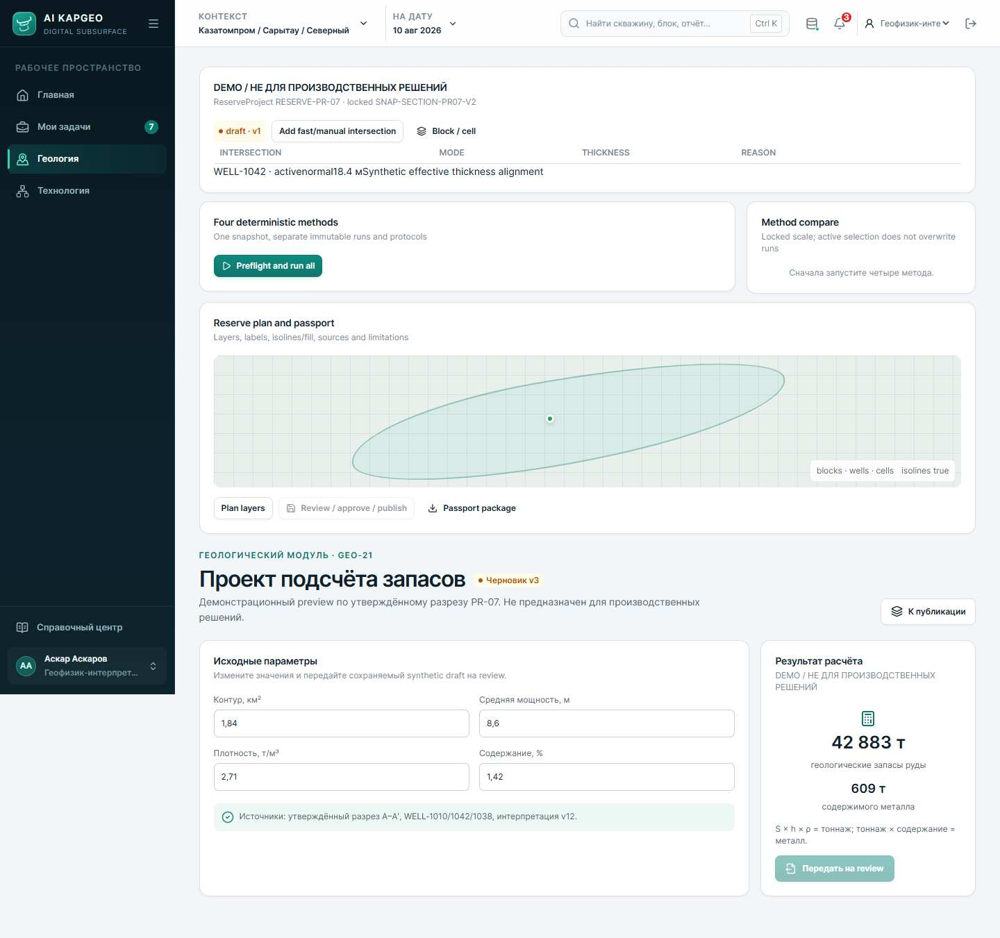 AI KAPGEO
DIGITAL SUBSURFACE
РАБОЧЕЕ ПРОСТРАНСТВО
Главная
Мои задачи 7
Геология
Технология
Справочный центр
AA Аскар Аскаров
Геофизик-интерпрет...
КОНТЕКСТ
Казатомпром / Сарытау / Северный
НА ДАТУ
10 авг 2026
Найти скважину, блок, отчёт... Ctrl K
3
Геофизик-инте
DEMO / НЕ ДЛЯ ПРОИЗВОДСТВЕННЫХ РЕШЕНИЙ
ReserveProject RESERVE-PR-07 · locked SNAP-SECTION-PR07-V2
draft · v1 Add fast/manual intersection Block / cell
INTERSECTION MODE THICKNESS REASON
WELL-1042 · activenormal18.4 мSynthetic effective thickness alignment
Four deterministic methods
One snapshot, separate immutable runs and protocols
Preflight and run all
Method compare
Locked scale; active selection does not overwrite
runs
Сначала запустите четыре метода.
Reserve plan and passport
Layers, labels, isolines/fill, sources and limitations
blocks · wells · cells isolines true
Plan layers Review / approve / publish Passport package
ГЕОЛОГИЧЕСКИЙ МОДУЛЬ · GEO-21
Проект подсчёта запасов Черновик v3
Демонстрационный preview по утверждённому разрезу PR-07. Не предназначен для производственных
решений.
К публикации
Исходные параметры
Измените значения и передайте сохраняемый synthetic draft на review.
Контур, км² Средняя мощность, м
1,84 8,6
Плотность, т/м³ Содержание, %
2,71 1,42
Источники: утверждённый разрез A–A′, WELL-1010/1042/1038, интерпретация v12.
Результат расчёта
DEMO / НЕ ДЛЯ ПРОИЗВОДСТВЕННЫХ
РЕШЕНИЙ
42 883 т
геологические запасы руды
609 т
содержимого металла
S × h × ρ = тоннаж; тоннаж × содержание =
металл.
Передать на review